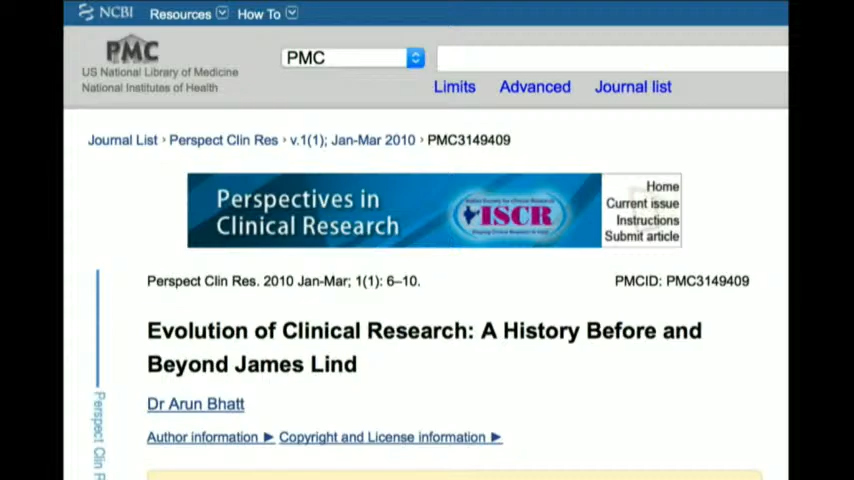 NCBI Resources How To
PMC
US National Library of Medicine
National Institutes of Health
PMC
Limits Advanced Journal list
Journal List › Perspect Clin Res › v.1(1); Jan-Mar 2010 › PMC3149409
Perspectives in
Clinical Research
ISCR
Home
Current issue
Instructions
Submit article
Perspect Clin Res. 2010 Jan-Mar; 1(1): 6–10.
PMCID: PMC3149409
Evolution of Clinical Research: A History Before and
Beyond James Lind
Dr Arun Bhatt
Author information ► Copyright and License information ►
Perspect Clin R